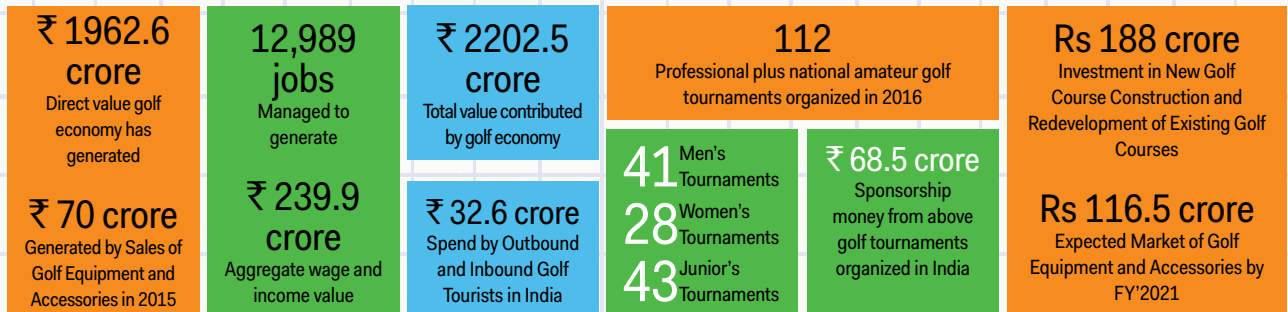 ₹ 1962.6
crore
Direct value golf
economy has
generated
₹ 70 crore
Generated by Sales of
Golf Equipment and
Accessories in 2015
12,989
jobs
Managed to
generate
₹ 239.9
crore
Aggregate wage and
income value
₹ 2202.5
crore
Total value contributed
by golf economy
₹ 32.6 crore
Spend by Outbound
and Inbound Golf
Tourists in India
112
Professional plus national amateur golf
tournaments organized in 2016
41 Men's
Tournaments
28 Women's
Tournaments
43 Junior's
Tournaments
₹ 68.5 crore
Sponsorship
money from above
golf tournaments
organized in India
Rs 188 crore
Investment in New Golf
Course Construction and
Redevelopment of Existing Golf
Courses
Rs 116.5 crore
Expected Market of Golf
Equipment and Accessories by
FY'2021